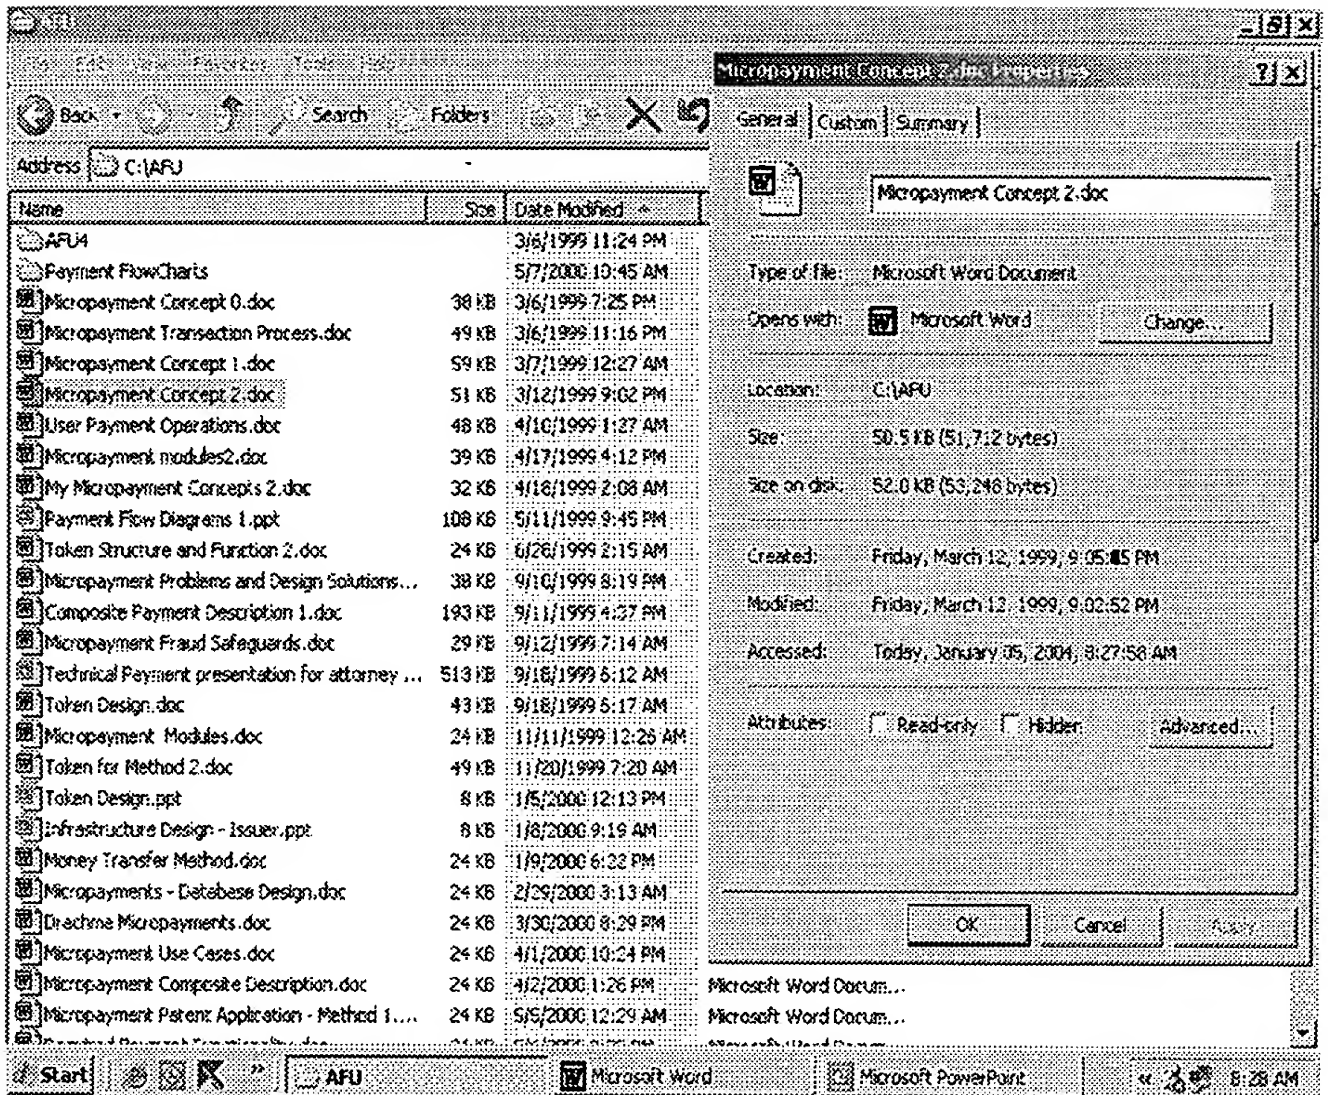 AFU
File Edit View Favorites Tools Help
Back Search Folders
Address C:\AFU
Name Size Date Modified
AFU4 3/6/1999 11:24 PM
Payment FlowCharts 5/7/2000 10:45 AM
Micropayment Concept 0.doc 38 KB 3/6/1999 7:25 PM
Micropayment Transaction Process.doc 49 KB 3/6/1999 11:16 PM
Micropayment Concept 1.doc 59 KB 3/7/1999 12:27 AM
Micropayment Concept 2.doc 51 KB 3/12/1999 9:02 PM
User Payment Operations.doc 48 KB 4/10/1999 1:27 AM
Micropayment modules2.doc 39 KB 4/17/1999 4:12 PM
My Micropayment Concepts 2.doc 32 KB 4/18/1999 2:08 AM
Payment Flow Diagrams 1.ppt 108 KB 5/11/1999 9:45 PM
Token Structure and Function 2.doc 24 KB 6/28/1999 2:15 AM
Micropayment Problems and Design Solutions... 38 KB 9/10/1999 8:19 PM
Composite Payment Description 1.doc 193 KB 9/11/1999 4:37 PM
Micropayment Fraud Safeguards.doc 29 KB 9/12/1999 7:14 AM
Technical Payment presentation for attorney ... 513 KB 9/18/1999 5:12 AM
Token Design.doc 43 KB 9/18/1999 5:17 AM
Micropayment Modules.doc 24 KB 11/11/1999 12:26 AM
Token for Method 2.doc 49 KB 11/20/1999 7:20 AM
Token Design.ppt 8 KB 1/5/2000 12:13 PM
Infrastructure Design - Issuer.ppt 8 KB 1/8/2000 9:19 AM
Money Transfer Method.doc 24 KB 1/9/2000 6:22 PM
Micropayments - Database Design.doc 24 KB 2/29/2000 3:13 AM
Drachma Micropayments.doc 24 KB 3/30/2000 8:29 PM
Micropayment Use Cases.doc 24 KB 4/1/2000 10:24 PM
Micropayment Composite Description.doc 24 KB 4/2/2000 1:26 PM Microsoft Word Docum...
Micropayment Patent Application - Method 1.... 24 KB 5/5/2000 12:29 AM Microsoft Word Docum...
Micropayment Concept 2.doc Properties
General Custom Summary
Micropayment Concept 2.doc
Type of file: Microsoft Word Document
Opens with: Microsoft Word Change...
Location: C:\AFU
Size: 50.5 KB (51,712 bytes)
Size on disk: 52.0 KB (53,248 bytes)
Created: Friday, March 12, 1999, PM
Modified: Friday, March 12, 1999, 9:02:52 PM
Accessed: Today, January 05, 2004, 8:27:58 AM
Attributes: Read-only Hidden Advanced...
OK Cancel Apply
Start AFU Microsoft Word Microsoft PowerPoint 8:28 AM